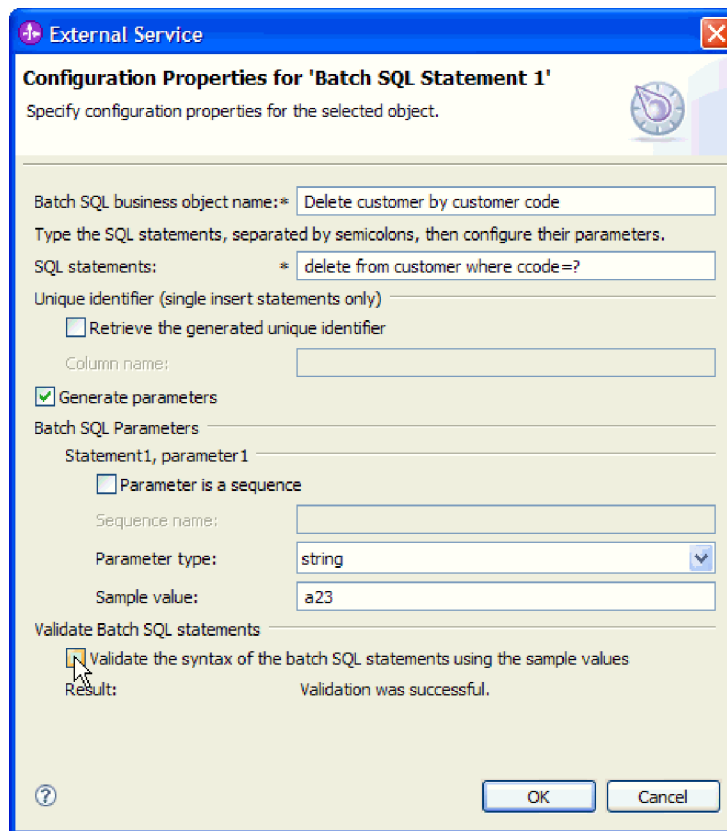 External Service
Configuration Properties for 'Batch SQL Statement 1'
Specify configuration properties for the selected object.
Batch SQL business object name:* Delete customer by customer code
Type the SQL statements, separated by semicolons, then configure their parameters.
SQL statements: * delete from customer where ccode=?
Unique identifier (single insert statements only)
Retrieve the generated unique identifier
Column name:
Generate parameters
Batch SQL Parameters
Statement1, parameter1
Parameter is a sequence
Sequence name:
Parameter type: string
Sample value: a23
Validate Batch SQL statements
Validate the syntax of the batch SQL statements using the sample values
Result: Validation was successful.
? OK Cancel